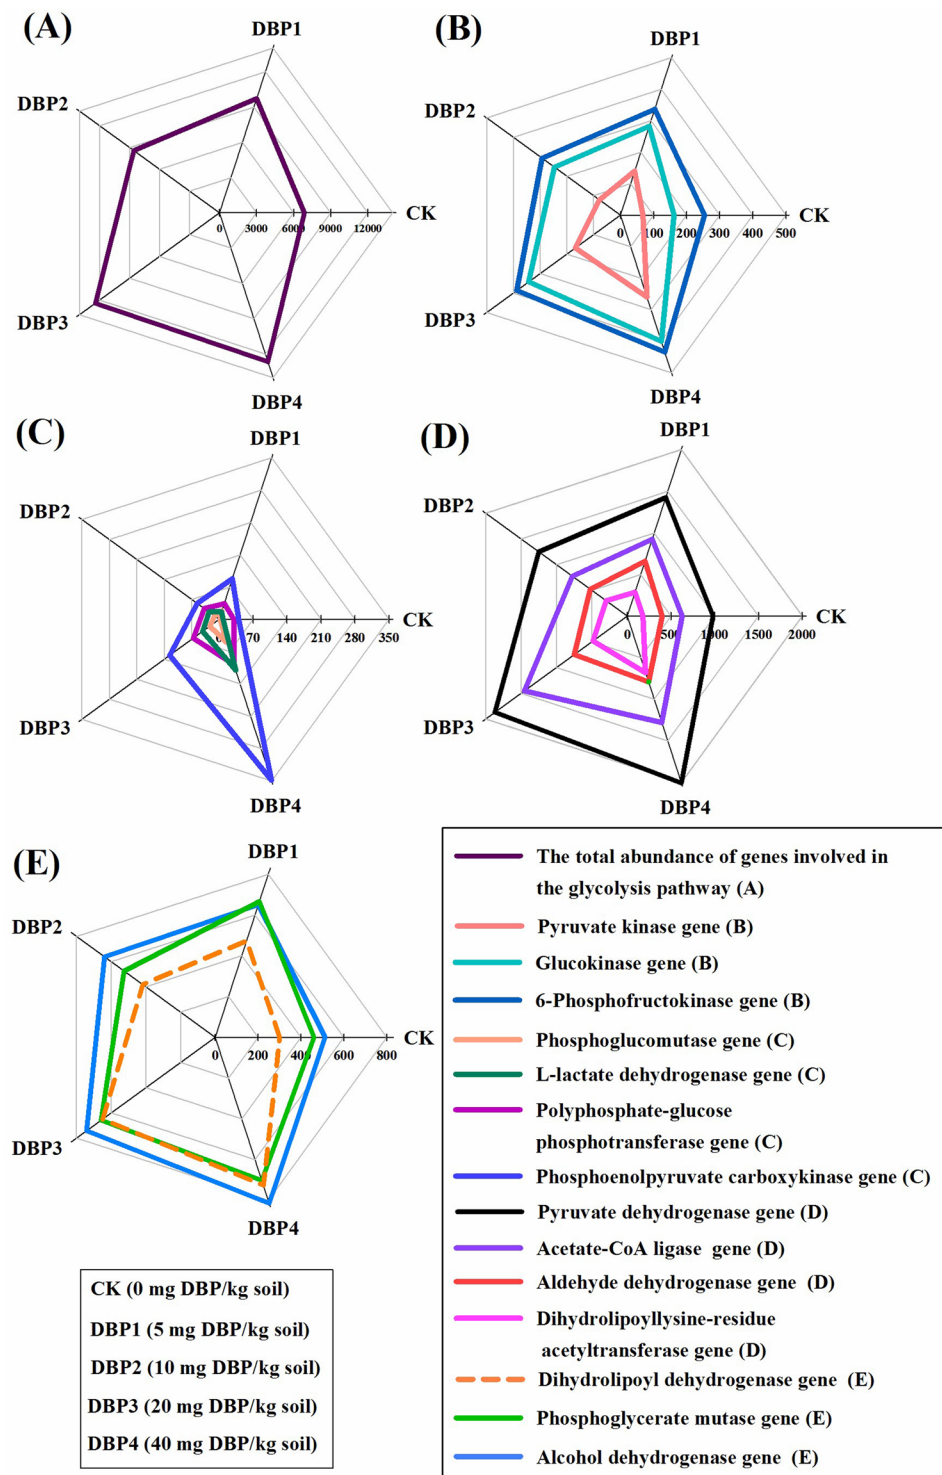 (A)
DBP1
DBP2
CK
0 3000 6000 9000 12000
DBP3
DBP4
(B)
DBP1
DBP2
CK
0 100 200 300 400 500
DBP3
DBP4
(C)
DBP1
DBP2
CK
70 140 210 280 350
DBP3
DBP4
(D)
DBP1
DBP2
CK
0 500 1000 1500 2000
DBP3
DBP4
(E)
DBP1
DBP2
CK
0 200 400 600 800
DBP3
DBP4
The total abundance of genes involved in
the glycolysis pathway (A)
Pyruvate kinase gene (B)
Glucokinase gene (B)
6-Phosphofructokinase gene (B)
Phosphoglucomutase gene (C)
L-lactate dehydrogenase gene (C)
Polyphosphate-glucose
phosphotransferase gene (C)
Phosphoenolpyruvate carboxykinase gene (C)
Pyruvate dehydrogenase gene (D)
Acetate-CoA ligase gene (D)
Aldehyde dehydrogenase gene (D)
Dihydrolipoyllysine-residue
acetyltransferase gene (D)
Dihydrolipoyl dehydrogenase gene (E)
Phosphoglycerate mutase gene (E)
Alcohol dehydrogenase gene (E)
CK (0 mg DBP/kg soil)
DBP1 (5 mg DBP/kg soil)
DBP2 (10 mg DBP/kg soil)
DBP3 (20 mg DBP/kg soil)
DBP4 (40 mg DBP/kg soil)